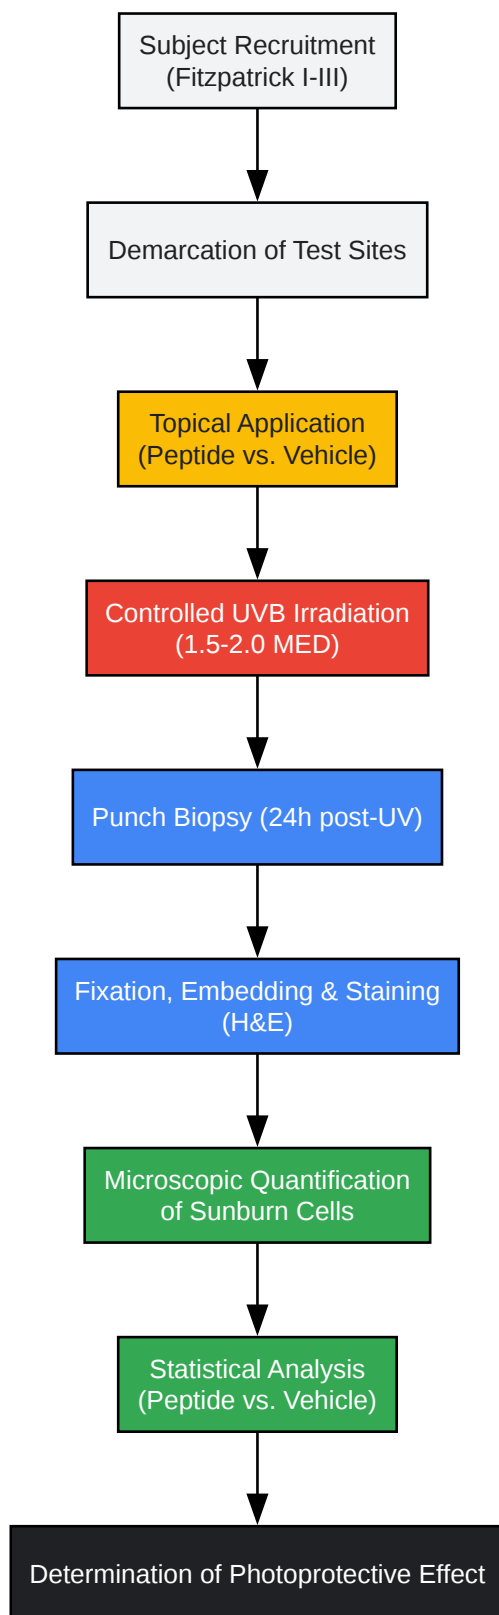 Subject Recruitment
(Fitzpatrick I-III)
Demarcation of Test Sites
Topical Application
(Peptide vs. Vehicle)
Controlled UVB Irradiation
(1.5-2.0 MED)
Punch Biopsy (24h post-UV)
Fixation, Embedding & Staining
(H&E)
Microscopic Quantification
of Sunburn Cells
Statistical Analysis
(Peptide vs. Vehicle)
Determination of Photoprotective Effect